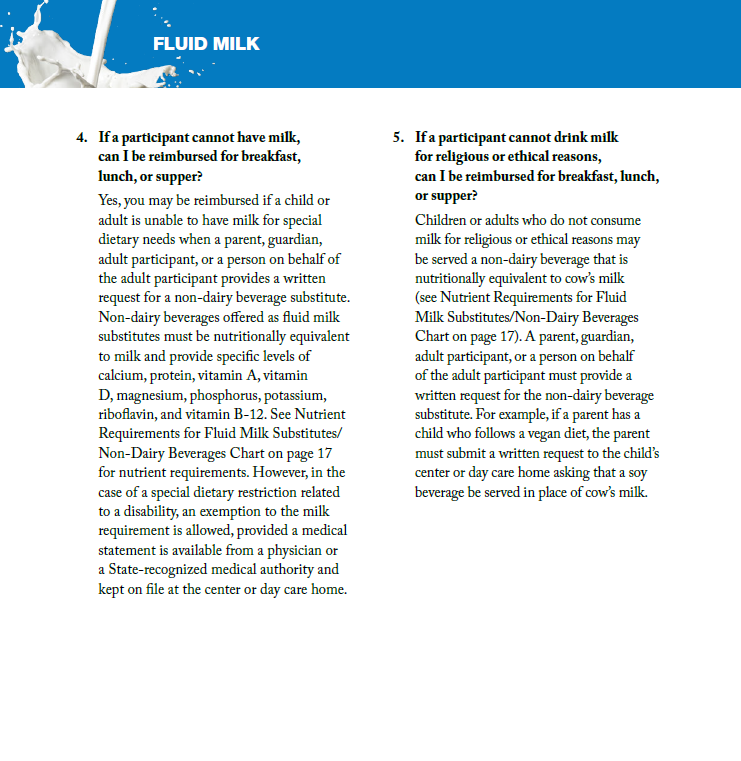 FLUID MILK
4. If a participant cannot have milk,
can I be reimbursed for breakfast,
lunch, or supper?
Yes, you may be reimbursed if a child or
adult is unable to have milk for special
dietary needs when a parent, guardian,
adult participant, or a person on behalf of
the adult participant provides a written
request for a non-dairy beverage substitute.
Non-dairy beverages offered as fluid milk
substitutes must be nutritionally equivalent
to milk and provide specific levels of
calcium, protein, vitamin A, vitamin
D, magnesium, phosphorus, potassium,
riboflavin, and vitamin B-12. See Nutrient
Requirements for Fluid Milk Substitutes/
Non-Dairy Beverages Chart on page 17
for nutrient requirements. However, in the
case of a special dietary restriction related
to a disability, an exemption to the milk
requirement is allowed, provided a medical
statement is available from a physician or
a State-recognized medical authority and
kept on file at the center or day care home.
5. If a participant cannot drink milk
for religious or ethical reasons,
can I be reimbursed for breakfast, lunch,
or supper?
Children or adults who do not consume
milk for religious or ethical reasons may
be served a non-dairy beverage that is
nutritionally equivalent to cow's milk
(see Nutrient Requirements for Fluid
Milk Substitutes/Non-Dairy Beverages
Chart on page 17). A parent, guardian,
adult participant, or a person on behalf
of the adult participant must provide a
written request for the non-dairy beverage
substitute. For example, if a parent has a
child who follows a vegan diet, the parent
must submit a written request to the child's
center or day care home asking that a soy
beverage be served in place of cow's milk.